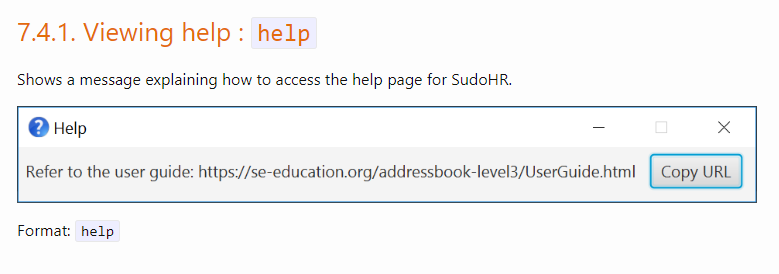 7.4.1. Viewing help : help
Shows a message explaining how to access the help page for SudoHR.
Help
Refer to the user guide: https://se-education.org/addressbook-level3/UserGuide.html Copy URL
Format: help